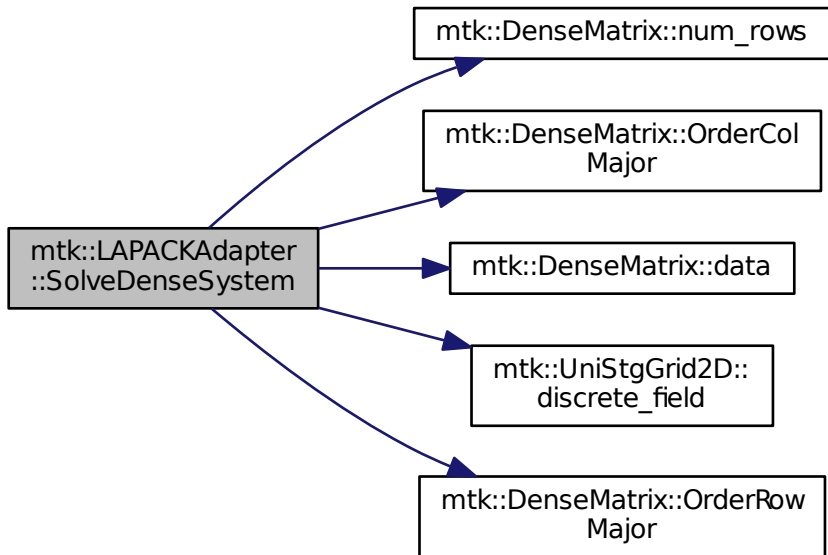 mtk::DenseMatrix::num_rows
mtk::DenseMatrix::OrderCol
Major
mtk::LAPACKAdapter
::SolveDenseSystem
mtk::DenseMatrix::data
mtk::UniStgGrid2D::
discrete_field
mtk::DenseMatrix::OrderRow
Major